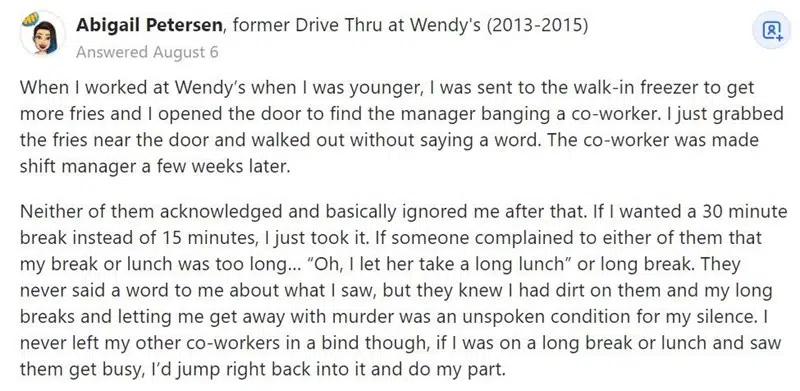 Abigail Petersen, former Drive Thru at Wendy's (2013-2015)
Answered August 6
When I worked at Wendy’s when I was younger, I was sent to the walk-in freezer to get
more fries and I opened the door to find the manager banging a co-worker. I just grabbed
the fries near the door and walked out without saying a word. The co-worker was made
shift manager a few weeks later.
Neither of them acknowledged and basically ignored me after that. If I wanted a 30 minute
break instead of 15 minutes, I just took it. If someone complained to either of them that
my break or lunch was too long... “Oh, I let her take a long lunch” or long break. They
never said a word to me about what I saw, but they knew I had dirt on them and my long
breaks and letting me get away with murder was an unspoken condition for my silence. I
never left my other co-workers in a bind though, if I was on a long break or lunch and saw
them get busy, I’d jump right back into it and do my part.